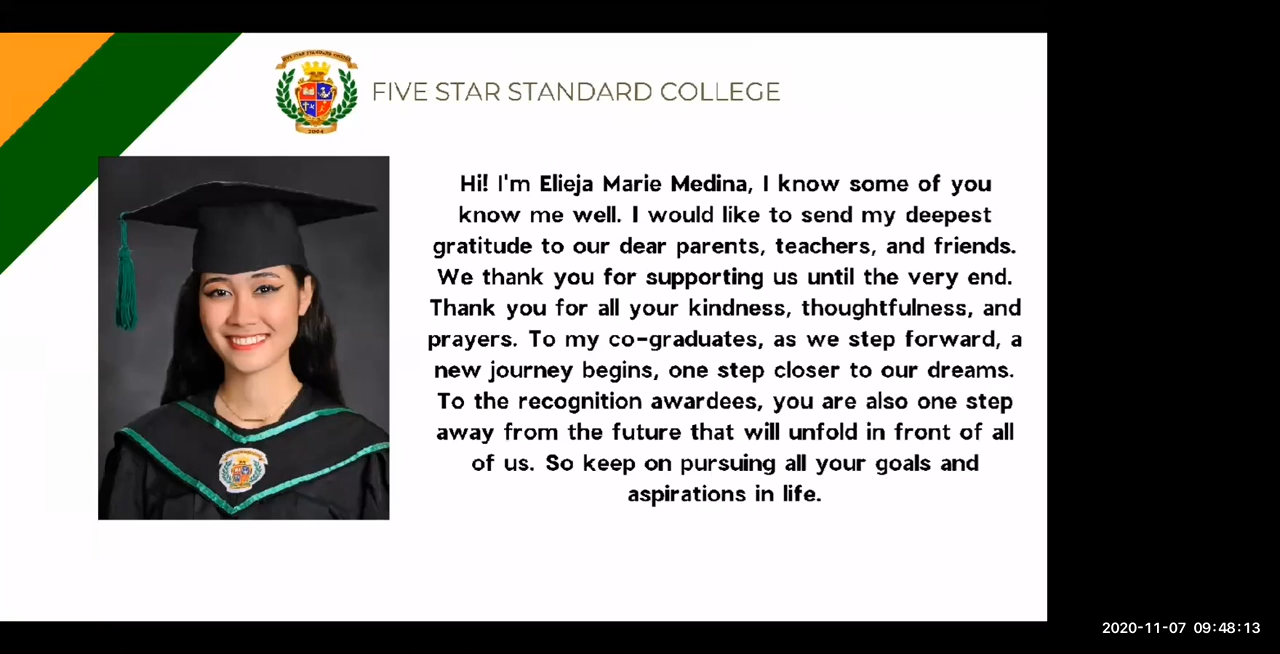 FIVE STAR STANDARD COLLEGE
2004
FIVE STAR STANDARD COLLEGE
Hi! I'm Elieja Marie Medina, I know some of you
know me well. I would like to send my deepest
gratitude to our dear parents, teachers, and friends.
We thank you for supporting us until the very end.
Thank you for all your kindness, thoughtfulness, and
prayers. To my co-graduates, as we step forward, a
new journey begins, one step closer to our dreams.
To the recognition awardees, you are also one step
away from the future that will unfold in front of all
of us. So keep on pursuing all your goals and
aspirations in life.
2020-11-07 09:48:13